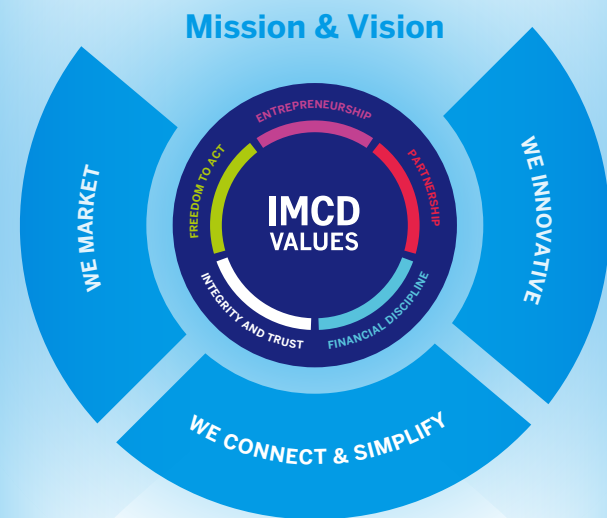 Mission & Vision
WE MARKET
WE INNOVATIVE
WE CONNECT & SIMPLIFY
ENTREPRENEURSHIP
FREEDOM TO ACT
PARTNERSHIP
IMCD
VALUES
INTEGRITY AND TRUST
FINANCIAL DISCIPLINE